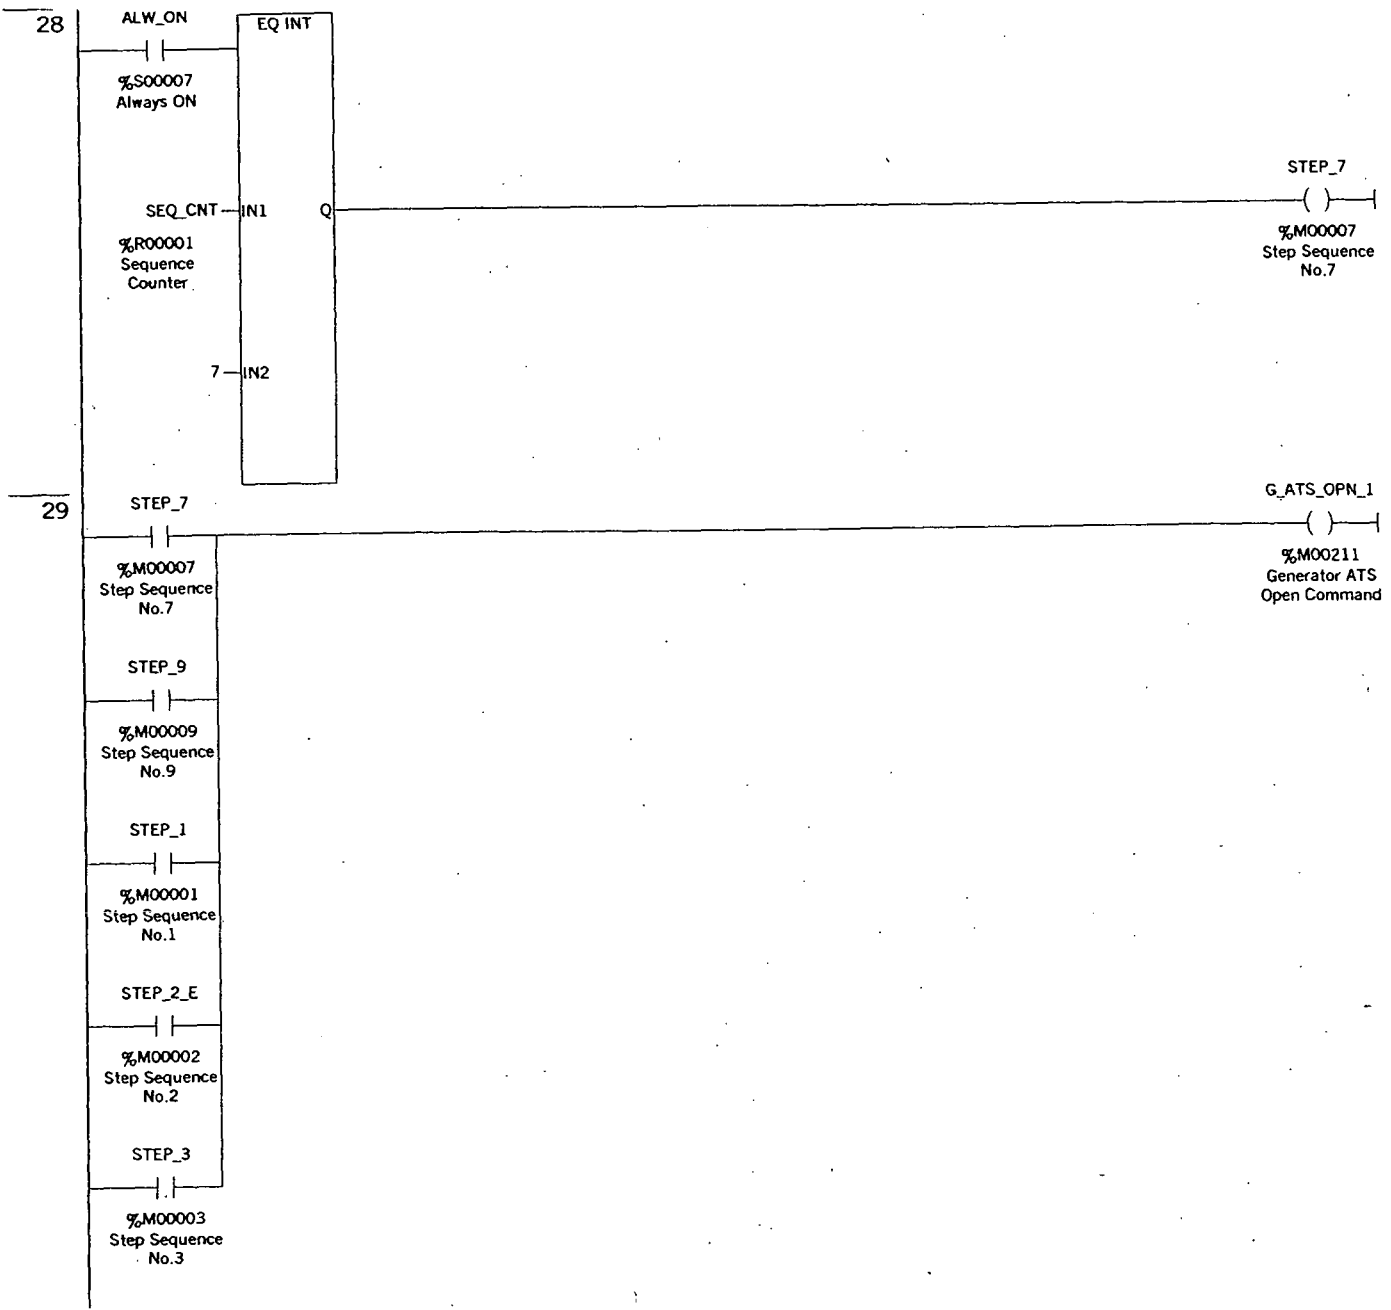 28
ALW_ON
EQ INT
%S00007
Always ON
STEP_7
SEQ_CNT
IN1
Q
%R00001
Sequence
Counter
%M00007
Step Sequence
No.7
7
IN2
29
STEP_7
G_ATS_OPN_1
%M00007
Step Sequence
No.7
%M00211
Generator ATS
Open Command
STEP_9
%M00009
Step Sequence
No.9
STEP_1
%M00001
Step Sequence
No.1
STEP_2_E
%M00002
Step Sequence
No.2
STEP_3
%M00003
Step Sequence
No.3